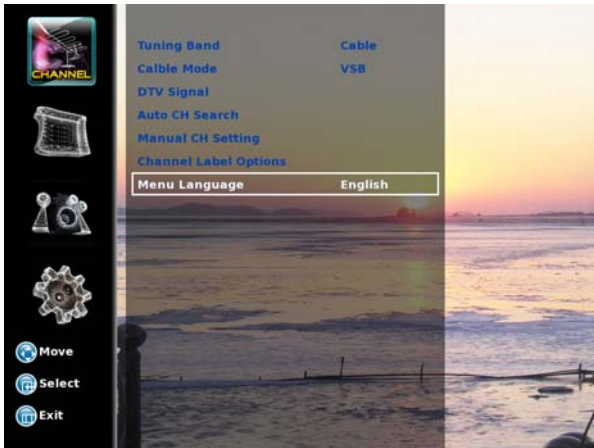 CHANNEL
Tuning Band Cable
Calble Mode VSB
DTV Signal
Auto CH Search
Manual CH Setting
Channel Label Options
Menu Language English
Move
Select
Exit